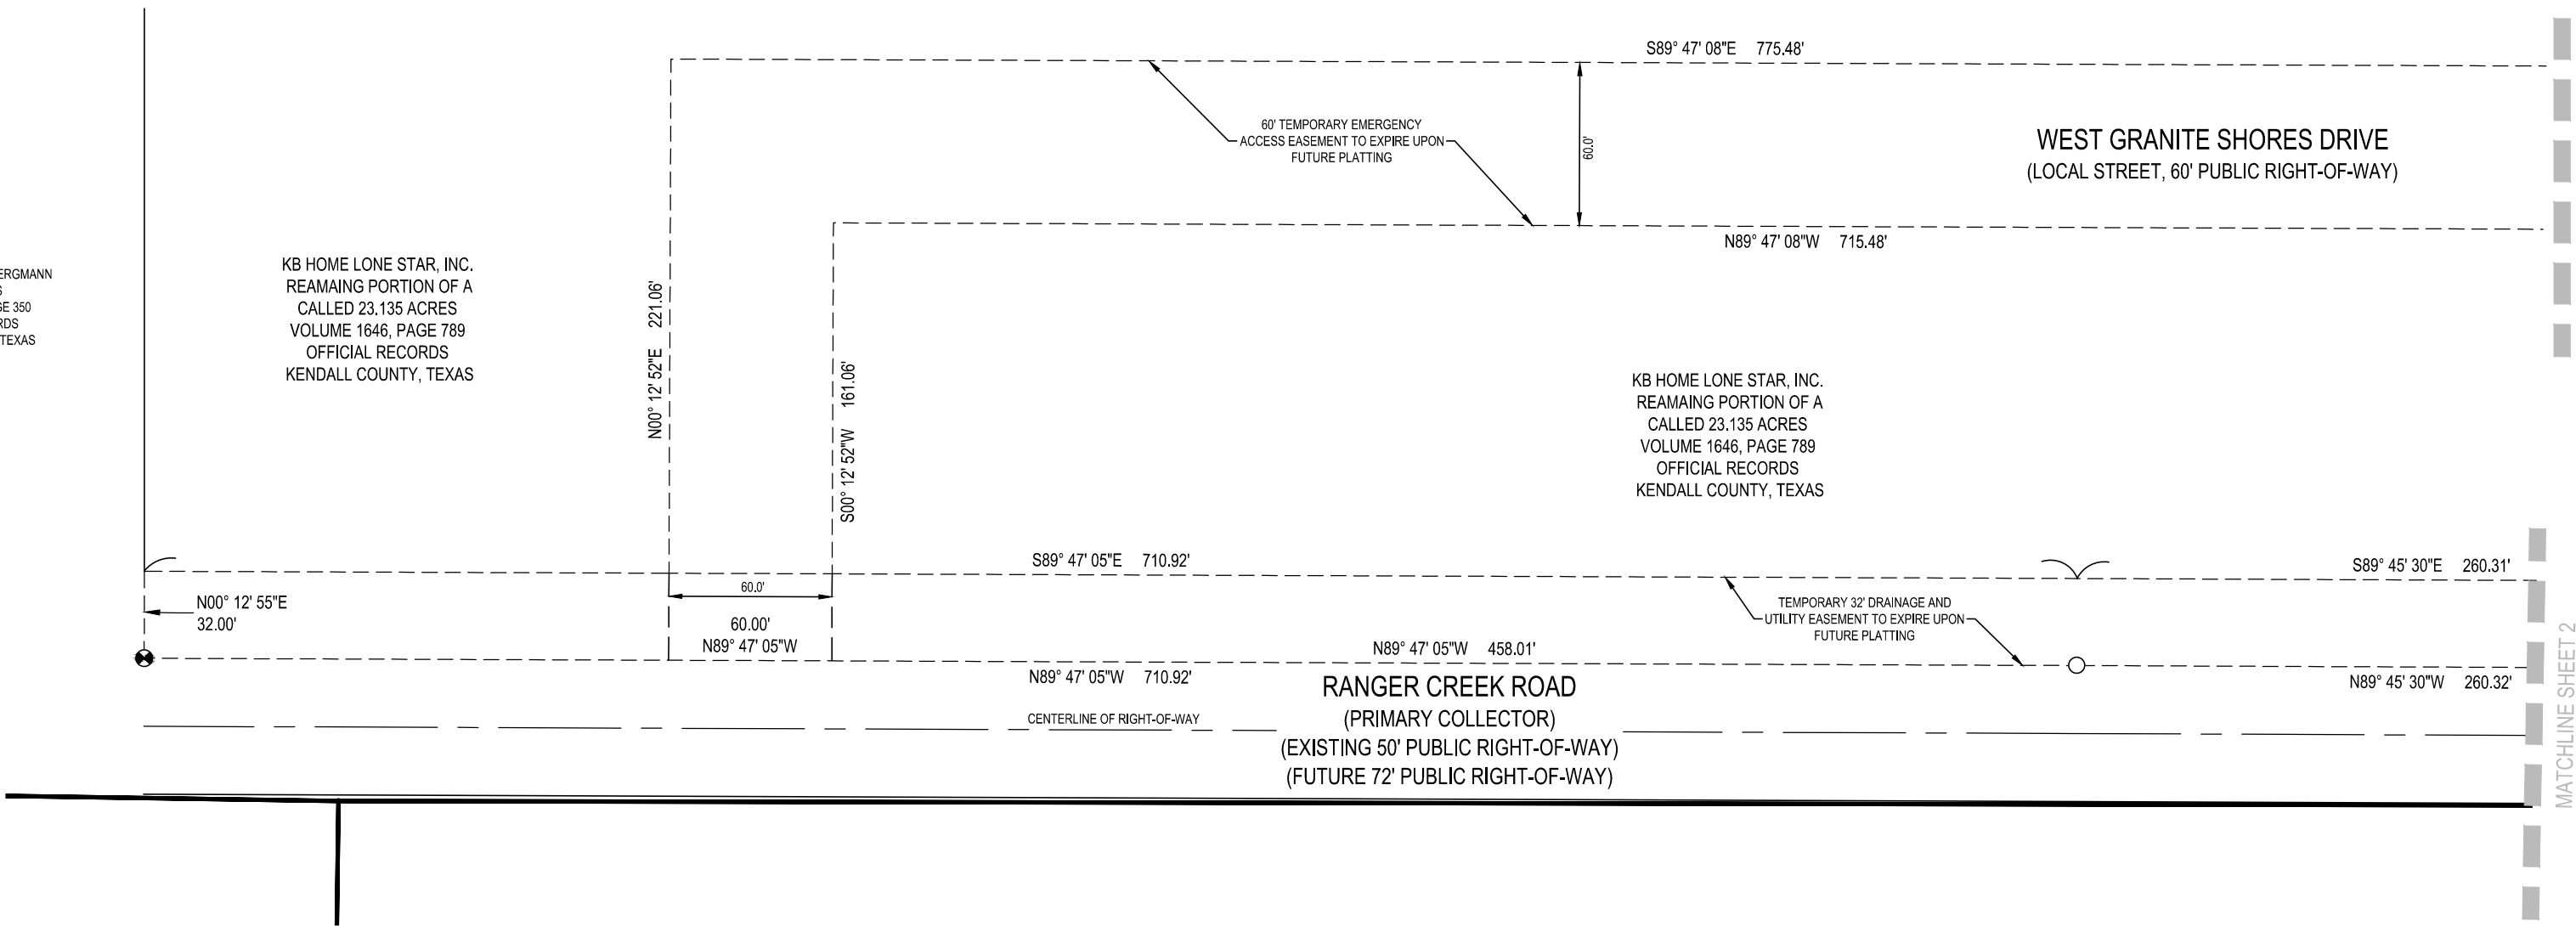 S89° 47' 08"E 775.48'
60' TEMPORARY EMERGENCY
ACCESS EASEMENT TO EXPIRE UPON
FUTURE PLATTING
60.0'
WEST GRANITE SHORES DRIVE
(LOCAL STREET, 60' PUBLIC RIGHT-OF-WAY)
N89° 47' 08"W 715.48'
GE 350
TEXAS
KB HOME LONE STAR, INC.
REAMAING PORTION OF A
CALLED 23.135 ACRES
VOLUME 1646, PAGE 789
OFFICIAL RECORDS
KENDALL COUNTY, TEXAS
N00° 12' 52"E 221.06'
S00° 12' 52"W 161.06'
KB HOME LONE STAR, INC.
REAMAING PORTION OF A
CALLED 23.135 ACRES
VOLUME 1646, PAGE 789
OFFICIAL RECORDS
KENDALL COUNTY, TEXAS
S89° 47' 05"E 710.92'
S89° 45' 30"E 260.31'
N00° 12' 55"E
32.00'
60.0'
60.00'
N89° 47' 05"W
TEMPORARY 32' DRAINAGE AND
UTILITY EASEMENT TO EXPIRE UPON
FUTURE PLATTING
N89° 47' 05"W 458.01'
N89° 47' 05"W 710.92'
N89° 45' 30"W 260.32'
RANGER CREEK ROAD
(PRIMARY COLLECTOR)
(EXISTING 50' PUBLIC RIGHT-OF-WAY)
(FUTURE 72' PUBLIC RIGHT-OF-WAY)
CENTERLINE OF RIGHT-OF-WAY
MATCHLINE SHEET 2